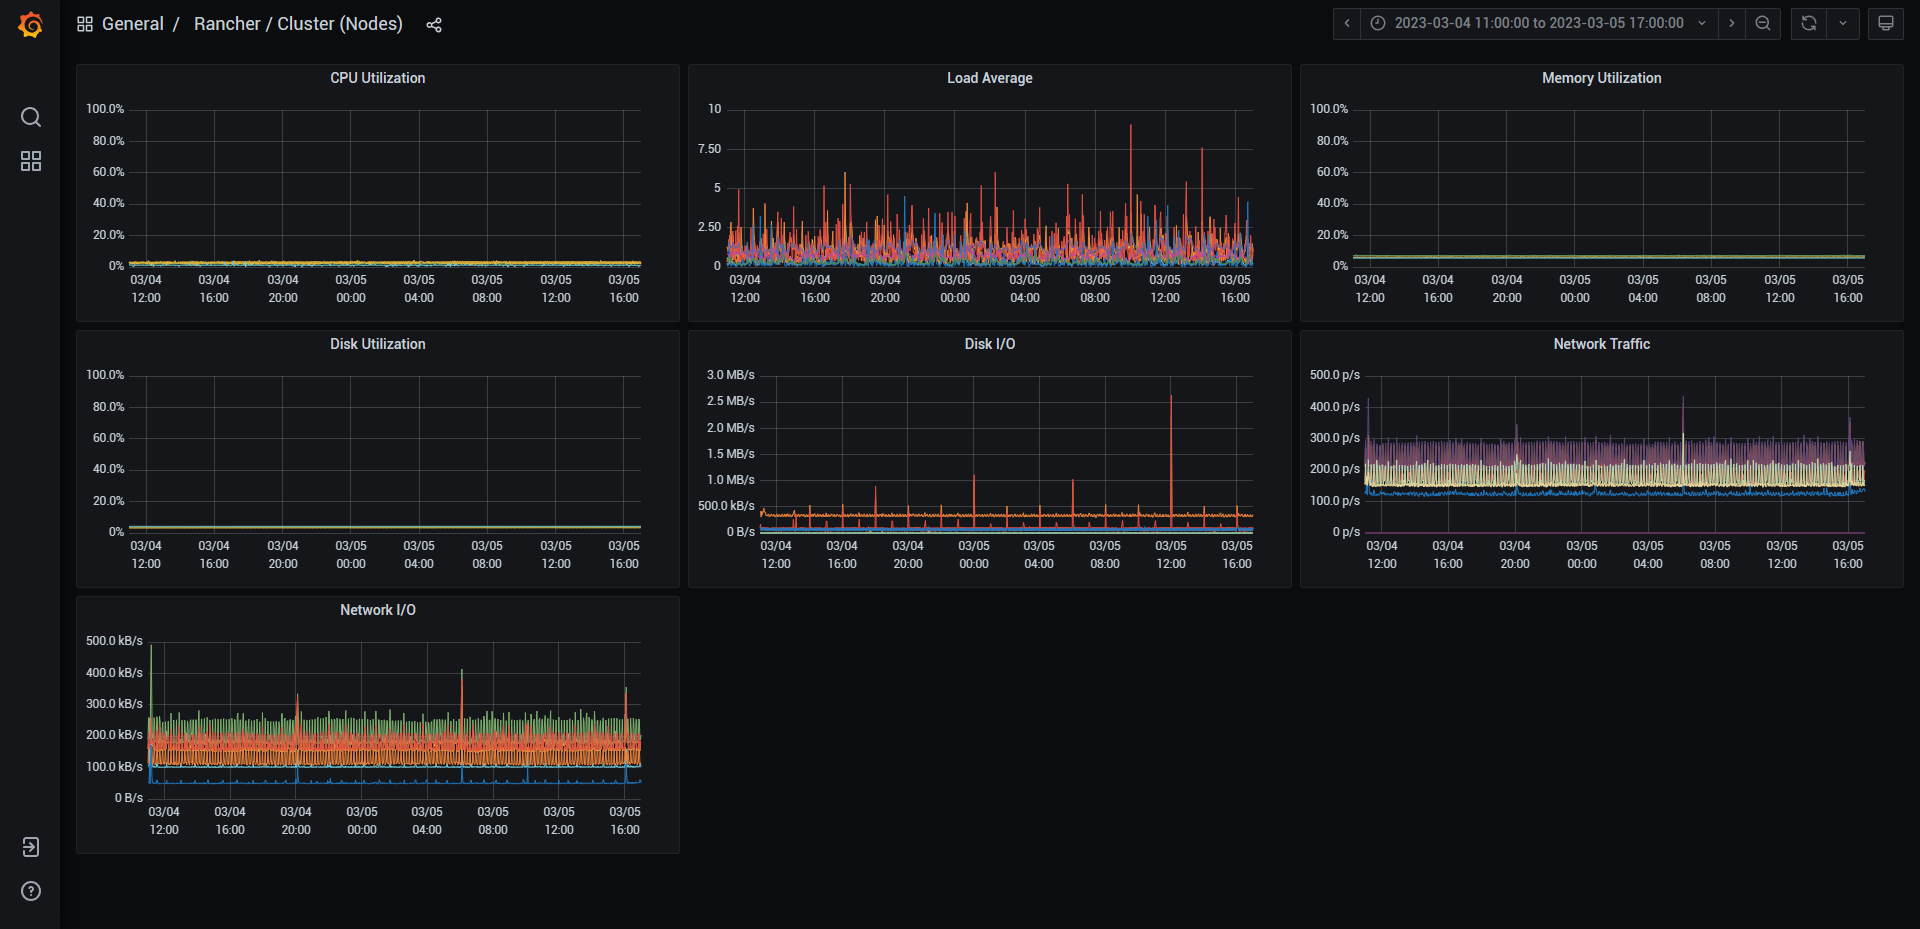 General / Rancher / Cluster (Nodes)
2023-03-04 11:00:00 to 2023-03-05 17:00:00
CPU Utilization
100.0%
80.0%
60.0%
40.0%
20.0%
0%
03/04 03/04 03/04 03/05 03/05 03/05 03/05 03/05
12:00 16:00 20:00 00:00 04:00 08:00 12:00 16:00
Load Average
10
7.50
5
2.50
0
03/04 03/04 03/04 03/05 03/05 03/05 03/05 03/05
12:00 16:00 20:00 00:00 04:00 08:00 12:00 16:00
Memory Utilization
100.0%
80.0%
60.0%
40.0%
20.0%
0%
03/04 03/04 03/04 03/05 03/05 03/05 03/05 03/05
12:00 16:00 20:00 00:00 04:00 08:00 12:00 16:00
Disk Utilization
100.0%
80.0%
60.0%
40.0%
20.0%
0%
03/04 03/04 03/04 03/05 03/05 03/05 03/05 03/05
12:00 16:00 20:00 00:00 04:00 08:00 12:00 16:00
Disk I/O
3.0 MB/s
2.5 MB/s
2.0 MB/s
1.5 MB/s
1.0 MB/s
500.0 kB/s
0 B/s
03/04 03/04 03/04 03/05 03/05 03/05 03/05 03/05
12:00 16:00 20:00 00:00 04:00 08:00 12:00 16:00
Network Traffic
500.0 p/s
400.0 p/s
300.0 p/s
200.0 p/s
100.0 p/s
0 p/s
03/04 03/04 03/04 03/05 03/05 03/05 03/05 03/05
12:00 16:00 20:00 00:00 04:00 08:00 12:00 16:00
Network I/O
500.0 kB/s
400.0 kB/s
300.0 kB/s
200.0 kB/s
100.0 kB/s
0 B/s
03/04 03/04 03/04 03/05 03/05 03/05 03/05 03/05
12:00 16:00 20:00 00:00 04:00 08:00 12:00 16:00